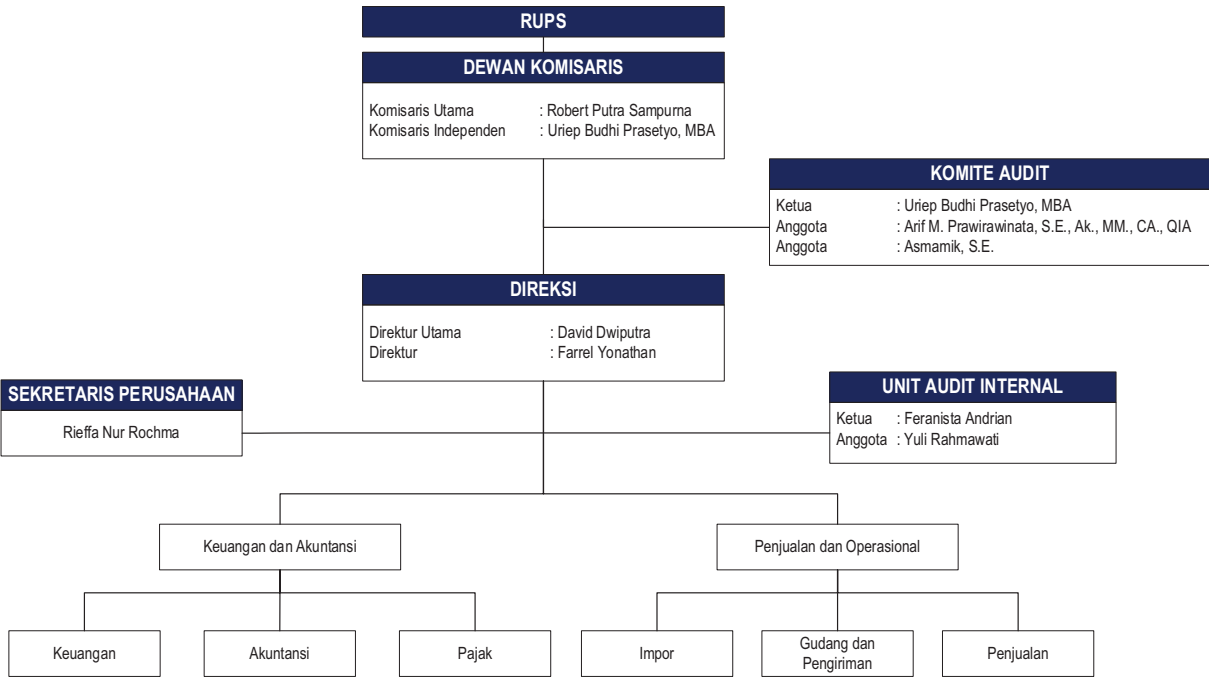 RUPS
DEWAN KOMISARIS
Komisaris Utama : Robert Putra Sampurna
Komisaris Independen : Uriep Budhi Prasetyo, MBA
KOMITE AUDIT
Ketua : Uriep Budhi Prasetyo, MBA
Anggota : Arif M. Prawirawinata, S.E., Ak., MM., CA., QIA
Anggota : Asmamik, S.E.
DIREKSI
Direktur Utama : David Dwiputra
Direktur : Farrel Yonathan
SEKRETARIS PERUSAHAAN
Rieffa Nur Rochma
UNIT AUDIT INTERNAL
Ketua : Feranista Andrian
Anggota : Yuli Rahmawati
Keuangan dan Akuntansi
Penjualan dan Operasional
Keuangan
Akuntansi
Pajak
Impor
Gudang dan
Pengiriman
Penjualan